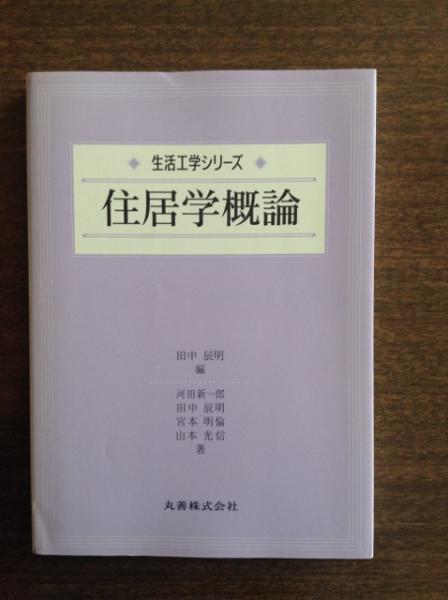 生活工学シリーズ
住居学概論
田中 辰明
編
河田新一郎
田中 辰明
宮本 明倫
山本 光信
著
丸善株式会社